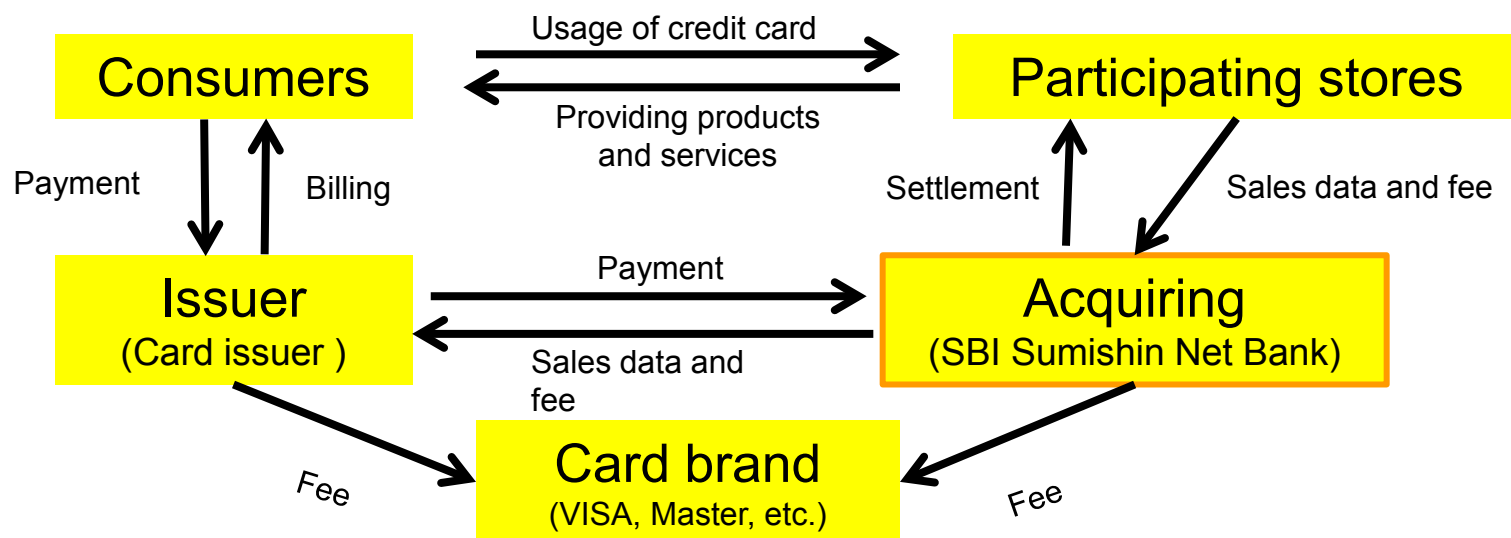 Usage of credit card
Consumers
Participating stores
Providing products
and services
Payment
Billing
Settlement
Sales data and fee
Issuer
(Card issuer )
Payment
Acquiring
(SBI Sumishin Net Bank)
Sales data and
fee
Card brand
(VISA, Master, etc.)
Fee
Fee